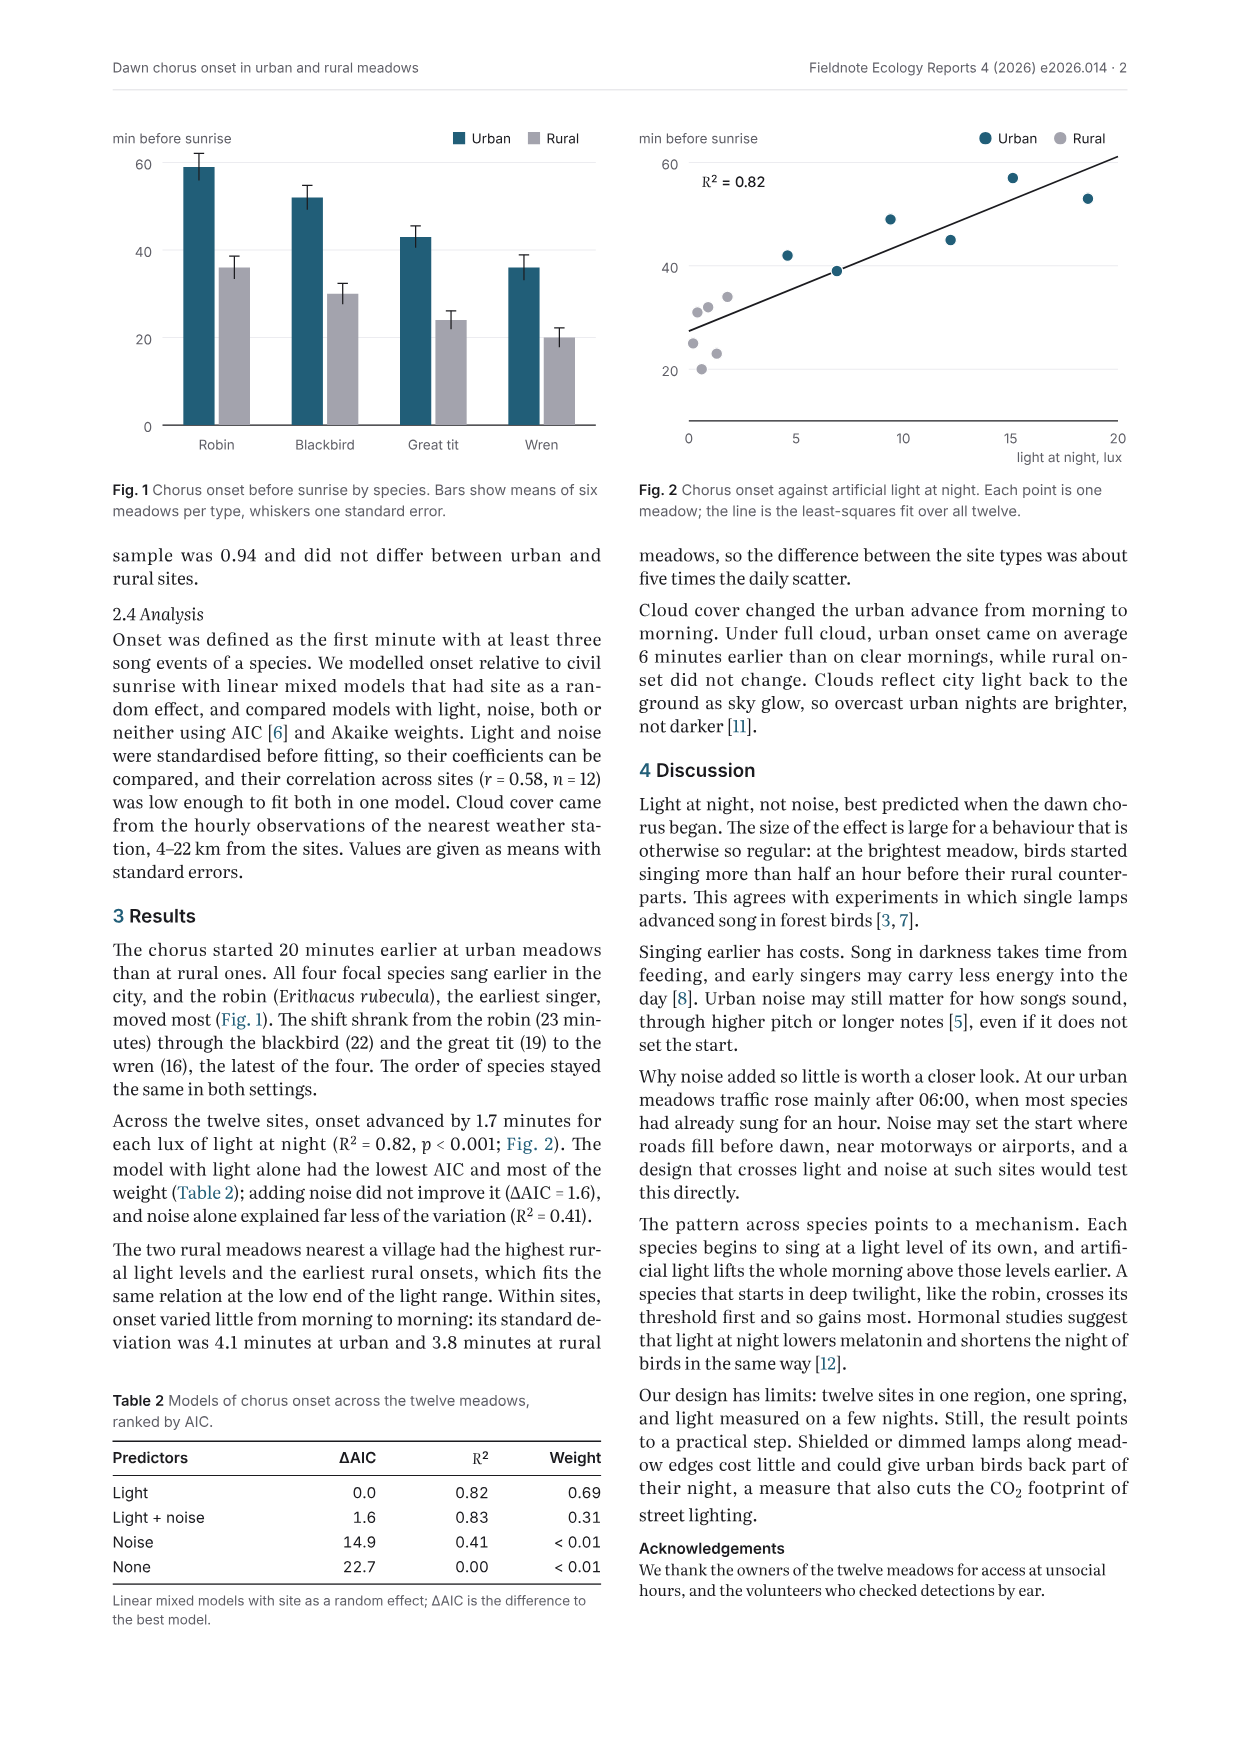 Dawn chorus onset in urban and rural meadows
Fieldnote Ecology Reports 4 (2026) e2026.014 · 2
min before sunrise
Urban
Rural
60
40
20
0
Robin
Blackbird
Great tit
Wren
Fig. 1 Chorus onset before sunrise by species. Bars show means of six
meadows per type, whiskers one standard error.
min before sunrise
Urban
Rural
R² = 0.82
60
40
20
0
5
10
15
20
light at night, lux
Fig. 2 Chorus onset against artificial light at night. Each point is one
meadow; the line is the least-squares fit over all twelve.
sample was 0.94 and did not differ between urban and
rural sites.
2.4 Analysis
Onset was defined as the first minute with at least three
song events of a species. We modelled onset relative to civil
sunrise with linear mixed models that had site as a ran-
dom effect, and compared models with light, noise, both or
neither using AIC [6] and Akaike weights. Light and noise
were standardised before fitting, so their coefficients can be
compared, and their correlation across sites (r = 0.58, n = 12)
was low enough to fit both in one model. Cloud cover came
from the hourly observations of the nearest weather sta-
tion, 4–22 km from the sites. Values are given as means with
standard errors.
3 Results
The chorus started 20 minutes earlier at urban meadows
than at rural ones. All four focal species sang earlier in the
city, and the robin (Erithacus rubecula), the earliest singer,
moved most (Fig. 1). The shift shrank from the robin (23 min-
utes) through the blackbird (22) and the great tit (19) to the
wren (16), the latest of the four. The order of species stayed
the same in both settings.
Across the twelve sites, onset advanced by 1.7 minutes for
each lux of light at night (R² = 0.82, p < 0.001; Fig. 2). The
model with light alone had the lowest AIC and most of the
weight (Table 2); adding noise did not improve it (ΔAIC = 1.6),
and noise alone explained far less of the variation (R² = 0.41).
The two rural meadows nearest a village had the highest rur-
al light levels and the earliest rural onsets, which fits the
same relation at the low end of the light range. Within sites,
onset varied little from morning to morning: its standard de-
viation was 4.1 minutes at urban and 3.8 minutes at rural
Table 2 Models of chorus onset across the twelve meadows,
ranked by AIC.
Predictors ΔAIC R² Weight
Light 0.0 0.82 0.69
Light + noise 1.6 0.83 0.31
Noise 14.9 0.41 < 0.01
None 22.7 0.00 < 0.01
Linear mixed models with site as a random effect; ΔAIC is the difference to
the best model.
meadows, so the difference between the site types was about
five times the daily scatter.
Cloud cover changed the urban advance from morning to
morning. Under full cloud, urban onset came on average
6 minutes earlier than on clear mornings, while rural on-
set did not change. Clouds reflect city light back to the
ground as sky glow, so overcast urban nights are brighter,
not darker [11].
4 Discussion
Light at night, not noise, best predicted when the dawn cho-
rus began. The size of the effect is large for a behaviour that is
otherwise so regular: at the brightest meadow, birds started
singing more than half an hour before their rural counter-
parts. This agrees with experiments in which single lamps
advanced song in forest birds [3, 7].
Singing earlier has costs. Song in darkness takes time from
feeding, and early singers may carry less energy into the
day [8]. Urban noise may still matter for how songs sound,
through higher pitch or longer notes [5], even if it does not
set the start.
Why noise added so little is worth a closer look. At our urban
meadows traffic rose mainly after 06:00, when most species
had already sung for an hour. Noise may set the start where
roads fill before dawn, near motorways or airports, and a
design that crosses light and noise at such sites would test
this directly.
The pattern across species points to a mechanism. Each
species begins to sing at a light level of its own, and artifi-
cial light lifts the whole morning above those levels earlier. A
species that starts in deep twilight, like the robin, crosses its
threshold first and so gains most. Hormonal studies suggest
that light at night lowers melatonin and shortens the night of
birds in the same way [12].
Our design has limits: twelve sites in one region, one spring,
and light measured on a few nights. Still, the result points
to a practical step. Shielded or dimmed lamps along mead-
ow edges cost little and could give urban birds back part of
their night, a measure that also cuts the CO₂ footprint of
street lighting.
Acknowledgements
We thank the owners of the twelve meadows for access at unsocial
hours, and the volunteers who checked detections by ear.